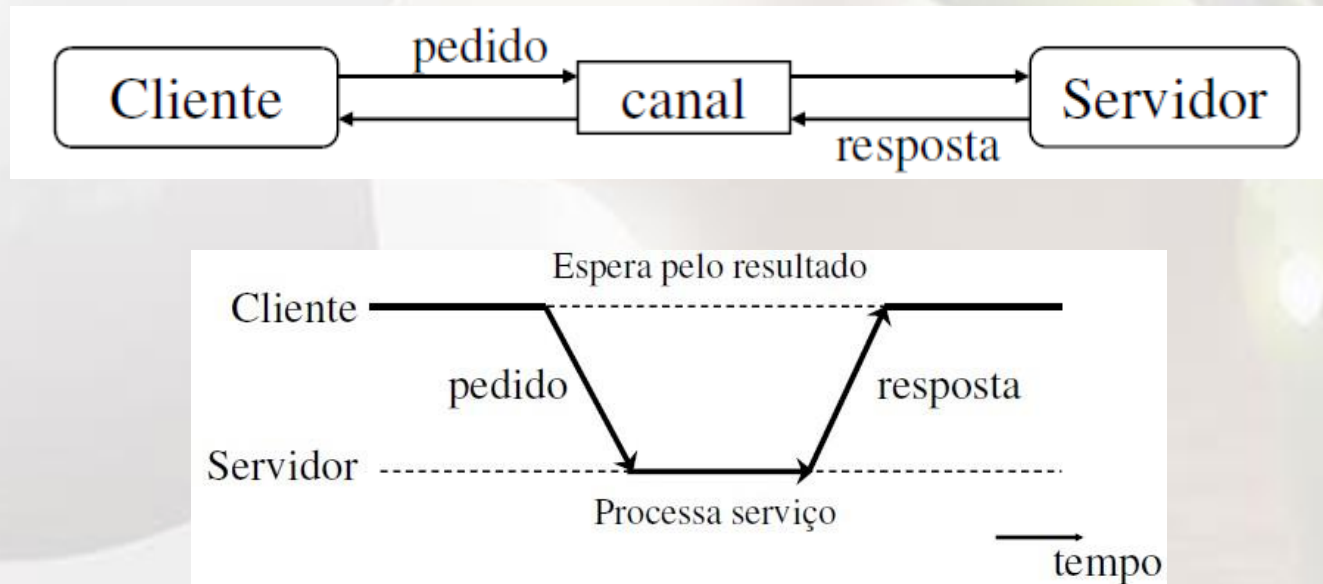 pedido
Cliente
canal
Servidor
resposta
Espera pelo resultado
Cliente
pedido
resposta
Servidor
Processa serviço
tempo